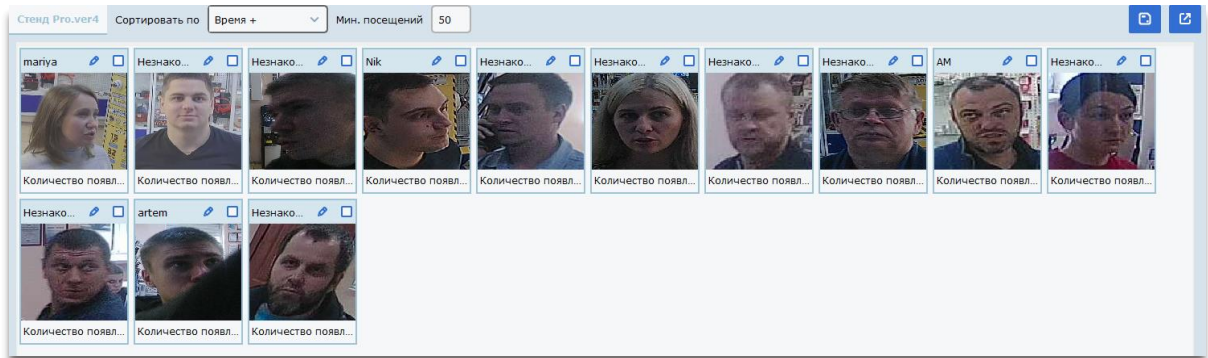 Стенд Pro.ver4 Сортировать по Время + Мин. посещений 50
mariya Незнако... Незнако... Nik Незнако... Незнако... Незнако... Незнако... AM Незнако...
Количество появл... Количество появл... Количество появл... Количество появл... Количество появл... Количество появл... Количество появл... Количество появл... Количество появл... Количество появл...
Незнако... artem Незнако...
Количество появл... Количество появл... Количество появл...